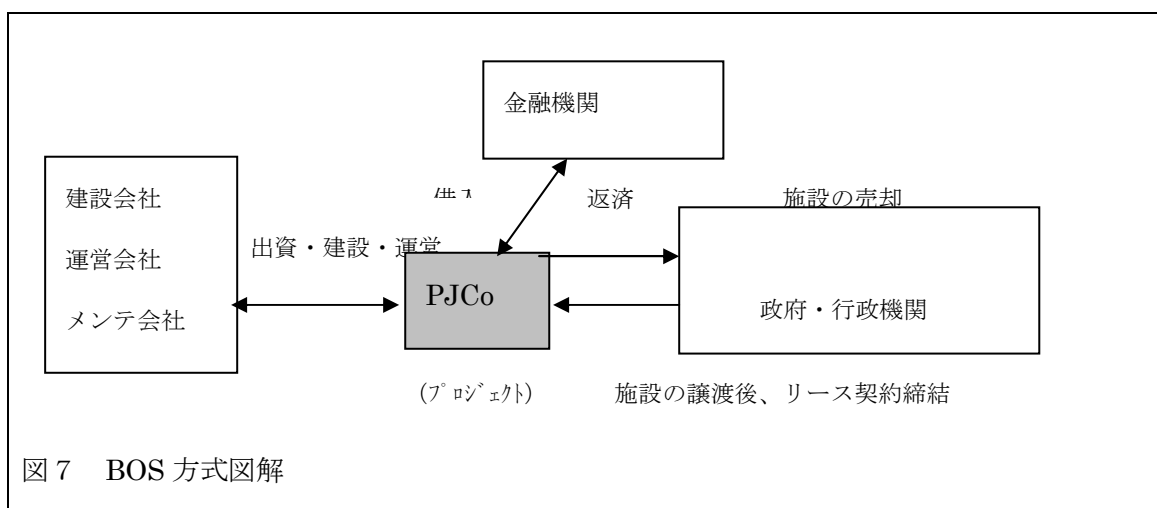 金融機関
建設会社
運営会社
メンテ会社
返済
施設の売却
出資・建設・運営
PJCo
政府・行政機関
(ﾌﾟﾛｼﾞｪｸﾄ)
施設の譲渡後、リース契約締結
図7 BOS 方式図解